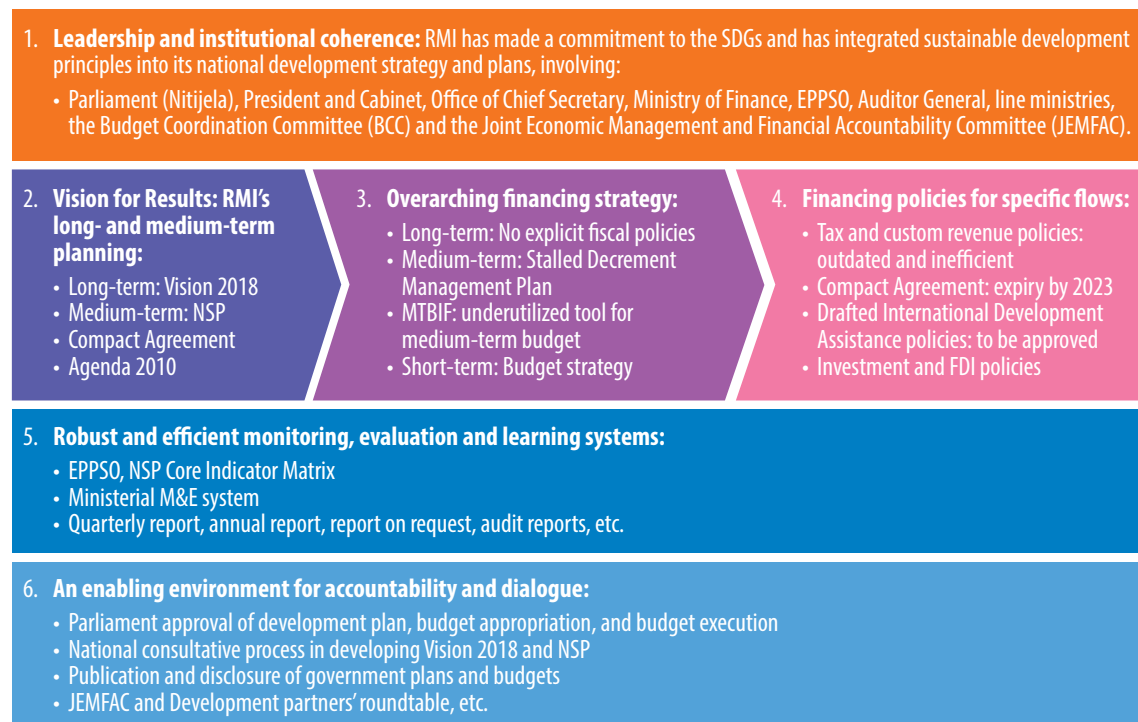 1. Leadership and institutional coherence: RMI has made a commitment to the SDGs and has integrated sustainable development
principles into its national development strategy and plans, involving:
• Parliament (Nitijela), President and Cabinet, Office of Chief Secretary, Ministry of Finance, EPPSO, Auditor General, line ministries,
the Budget Coordination Committee (BCC) and the Joint Economic Management and Financial Accountability Committee (JEMFAC).
2. Vision for Results: RMI's
long- and medium-term
planning:
• Long-term: Vision 2018
• Medium-term: NSP
• Compact Agreement
• Agenda 2010
3. Overarching financing strategy:
• Long-term: No explicit fiscal policies
• Medium-term: Stalled Decrement
Management Plan
• MTBIF: underutilized tool for
medium-term budget
• Short-term: Budget strategy
4. Financing policies for specific flows:
• Tax and custom revenue policies:
outdated and inefficient
• Compact Agreement: expiry by 2023
• Drafted International Development
Assistance policies: to be approved
• Investment and FDI policies
5. Robust and efficient monitoring, evaluation and learning systems:
• EPPSO, NSP Core Indicator Matrix
• Ministerial M&E system
• Quarterly report, annual report, report on request, audit reports, etc.
6. An enabling environment for accountability and dialogue:
• Parliament approval of development plan, budget appropriation, and budget execution
• National consultative process in developing Vision 2018 and NSP
• Publication and disclosure of government plans and budgets
• JEMFAC and Development partners' roundtable, etc.